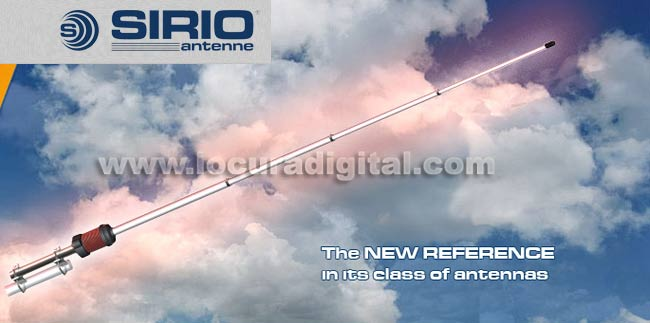 SIRIO®
antenne
www.locuradigital.com
The NEW REFERENCE
in its class of antennas